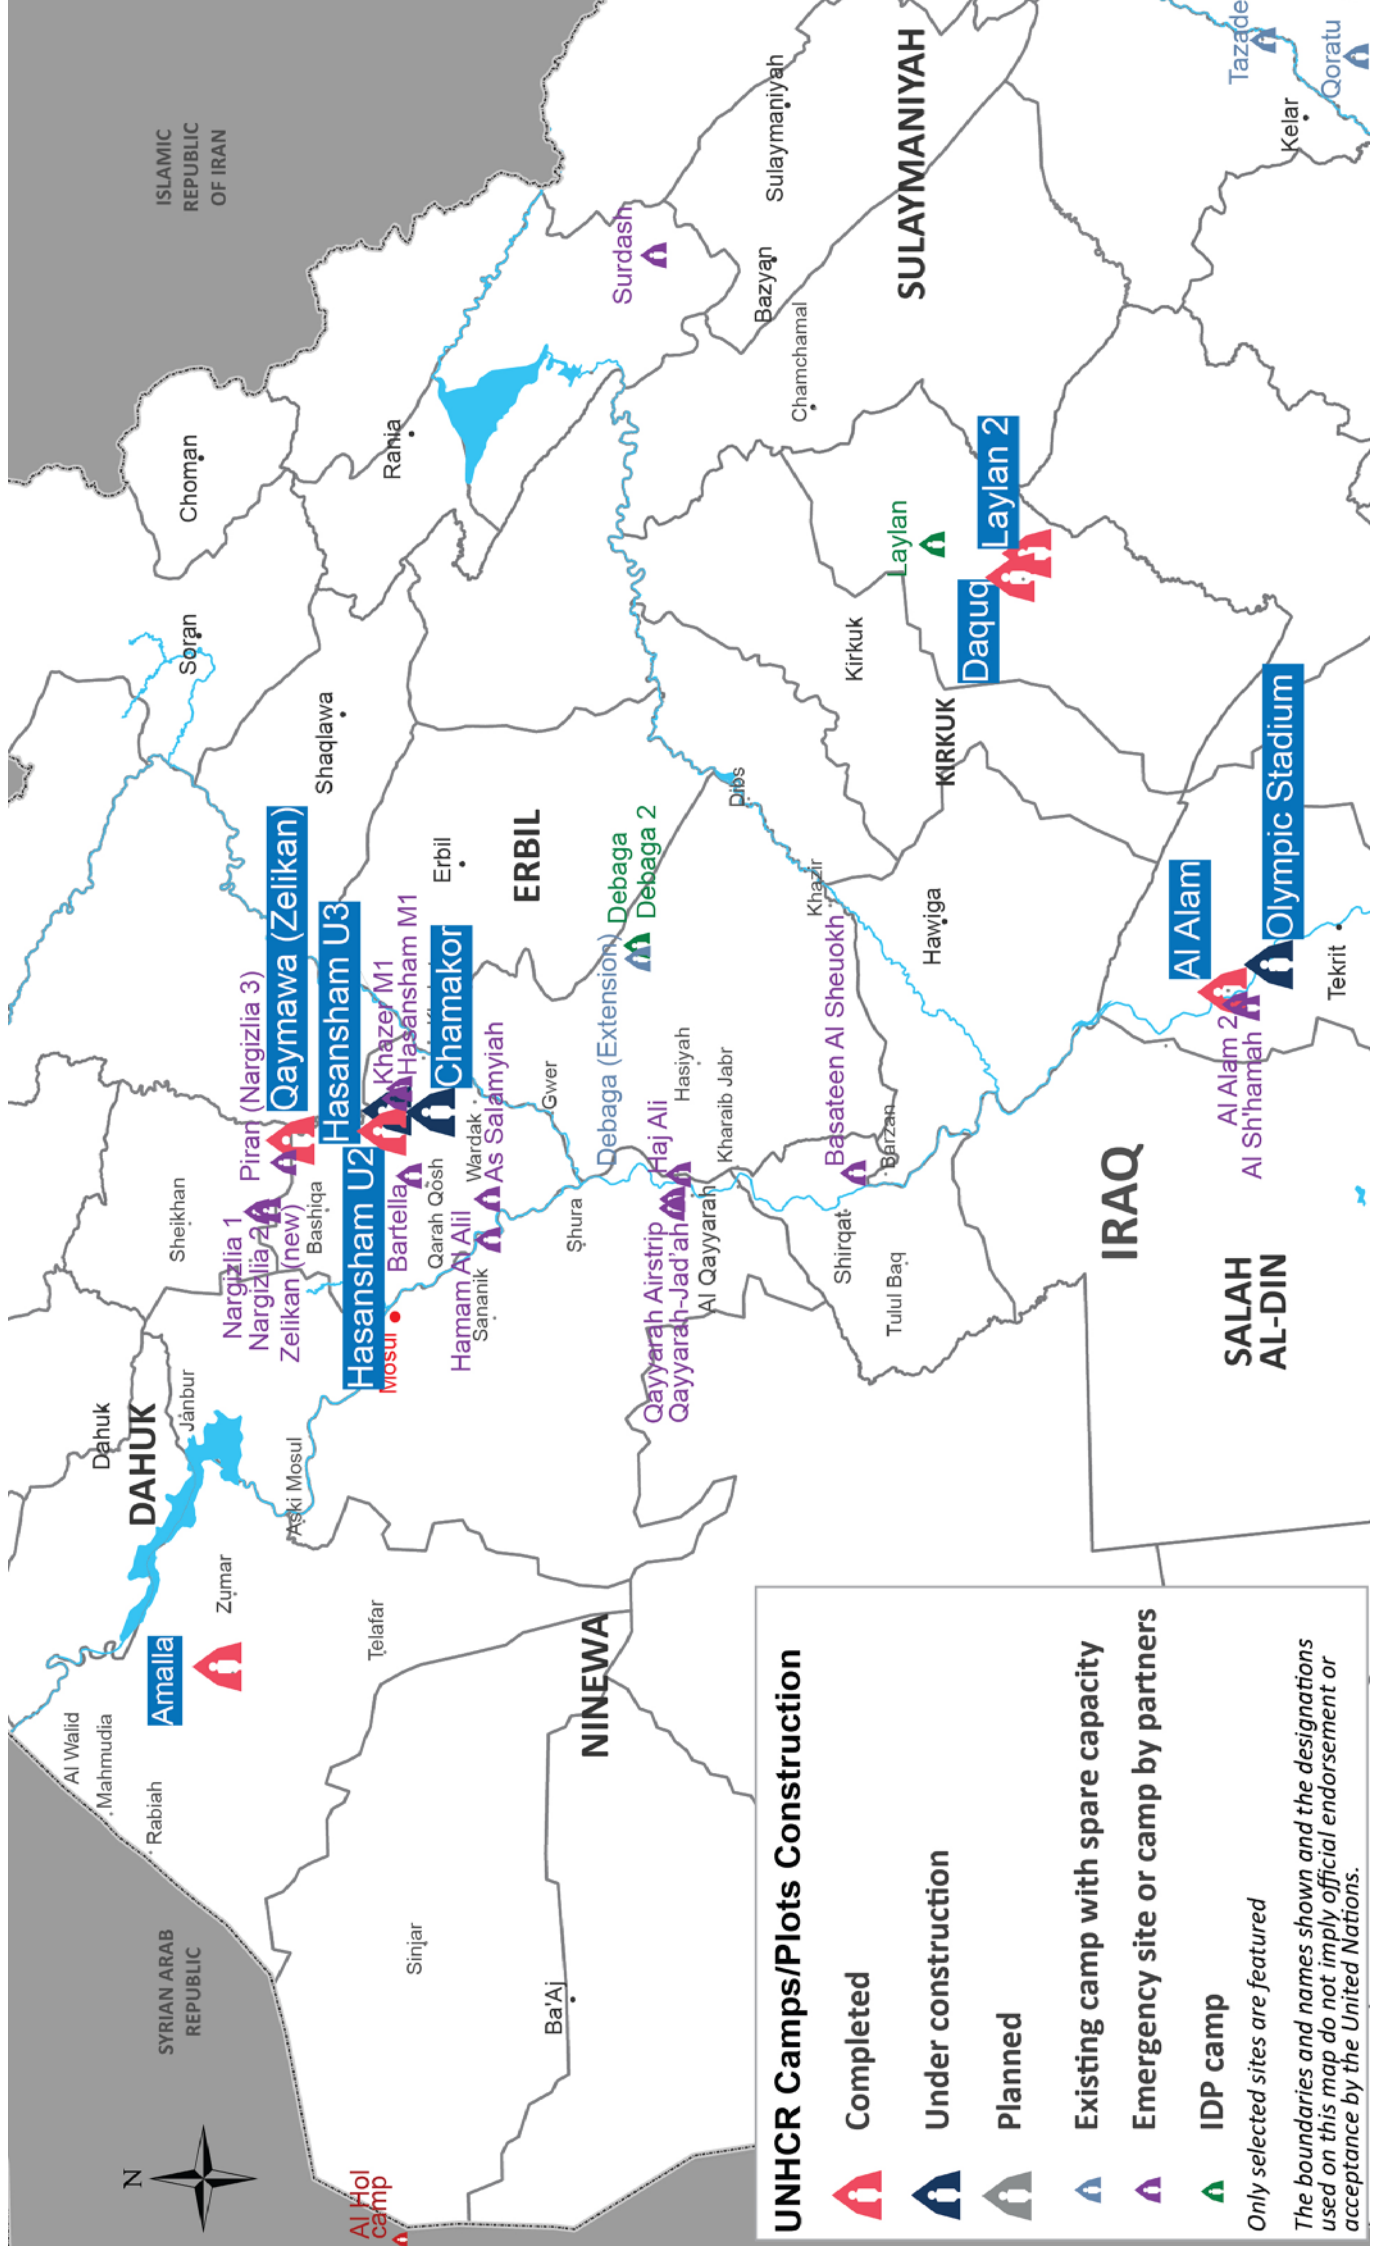 N
SYRIAN ARAB
REPUBLIC
ISLAMIC
REPUBLIC
OF IRAN
Al Hol
camp
Al Walid
Mahmudia
Rabiah
Amalla
Zumar
DAHUK
Dahuk
Janbur
Aski Mosul
Telafar
Sinjar
Ba'Aj
NINEWA
Sheikhan
Nargizlia 1
Nargizlia 2
Zelikan (new)
Bashiqa
Piran (Nargizlia 3)
Qaymawa (Zelikan)
Hasansham U3
Hasansham U2
Mosul
Khazer M1
Hasansham M1
Chamakor
Bartella
Qarah Qosh
Wardak
As Salamyiah
Hamam Al Alil
Sananik
Gwer
Shura
Soran
Choman
Rania
Shaqlawa
Erbil
ERBIL
Debaga
Debaga 2
Debaga (Extension)
Haj Ali
Hasiyah
Kharaib Jabr
Qayyarah Airstrip
Qayyarah-Jad'ah
Al Qayyarah
Surdash
Sulaymaniyah
Bazyan
Chamchamal
SULAYMANIYAH
Dibs
Khazir
Basateen Al Sheuokh
Barzan
Shirqat
Tulul Baq
Hawiga
Kirkuk
KIRKUK
Laylan
Laylan 2
Daquq
Tazade
Qoratu
Kelar
IRAQ
SALAH
AL-DIN
Al Alam
Al Alam 2
Al Sh'hamah
Olympic Stadium
Tekrit
UNHCR Camps/Plots Construction
Completed
Under construction
Planned
Existing camp with spare capacity
Emergency site or camp by partners
IDP camp
Only selected sites are featured
The boundaries and names shown and the designations
used on this map do not imply official endorsement or
acceptance by the United Nations.